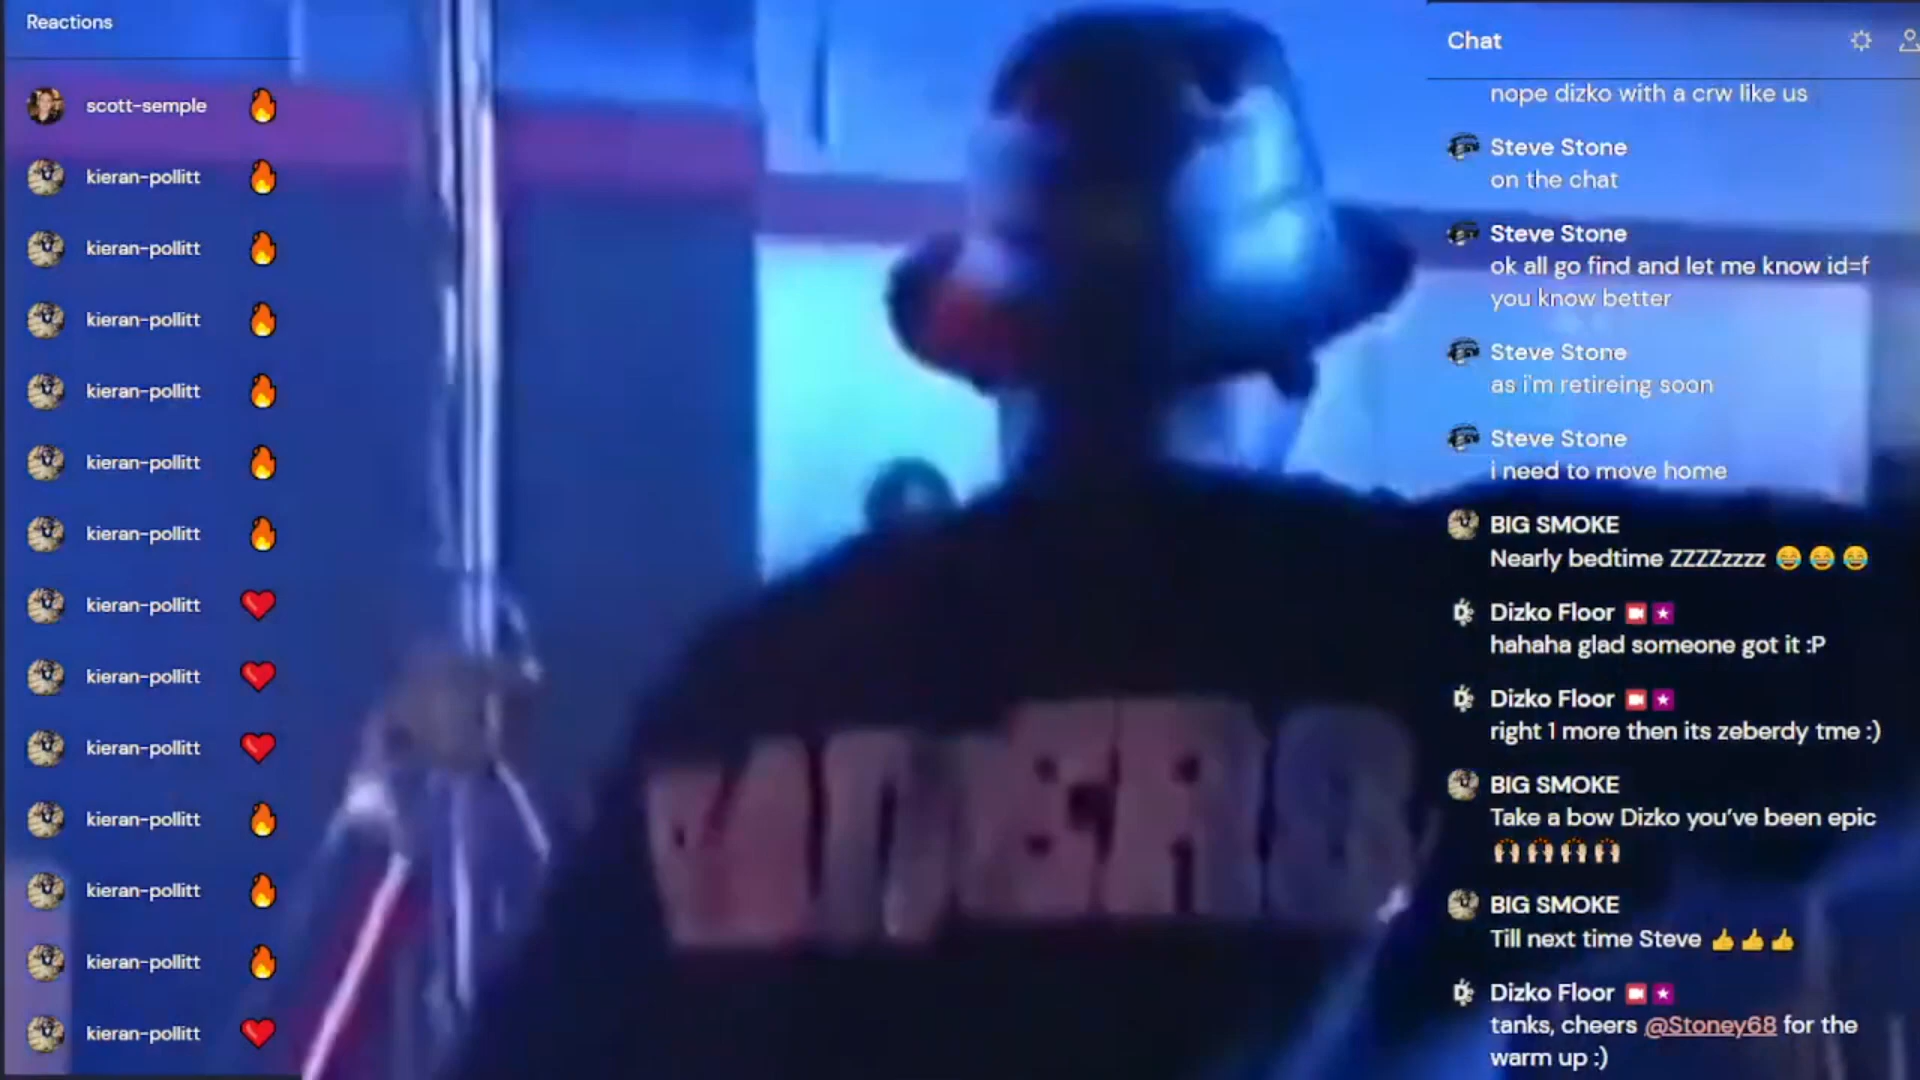 Reactions
scott-semple
kieran-pollitt
kieran-pollitt
kieran-pollitt
kieran-pollitt
kieran-pollitt
kieran-pollitt
kieran-pollitt
kieran-pollitt
kieran-pollitt
kieran-pollitt
kieran-pollitt
kieran-pollitt
kieran-pollitt
Chat
nope dizko with a crw like us
Steve Stone
on the chat
Steve Stone
ok all go find and let me know id=f
you know better
Steve Stone
as i'm retireing soon
Steve Stone
i need to move home
BIG SMOKE
Nearly bedtime ZZZZzzzz 😂 😂 😂
Dizko Floor
hahaha glad someone got it :P
Dizko Floor
right 1 more then its zeberdy tme :)
BIG SMOKE
Take a bow Dizko you've been epic
🙌🏻 🙌🏻 🙌🏻 🙌🏻
BIG SMOKE
Till next time Steve 👍 👍 👍
Dizko Floor
tanks, cheers @Stoney68 for the
warm up :)